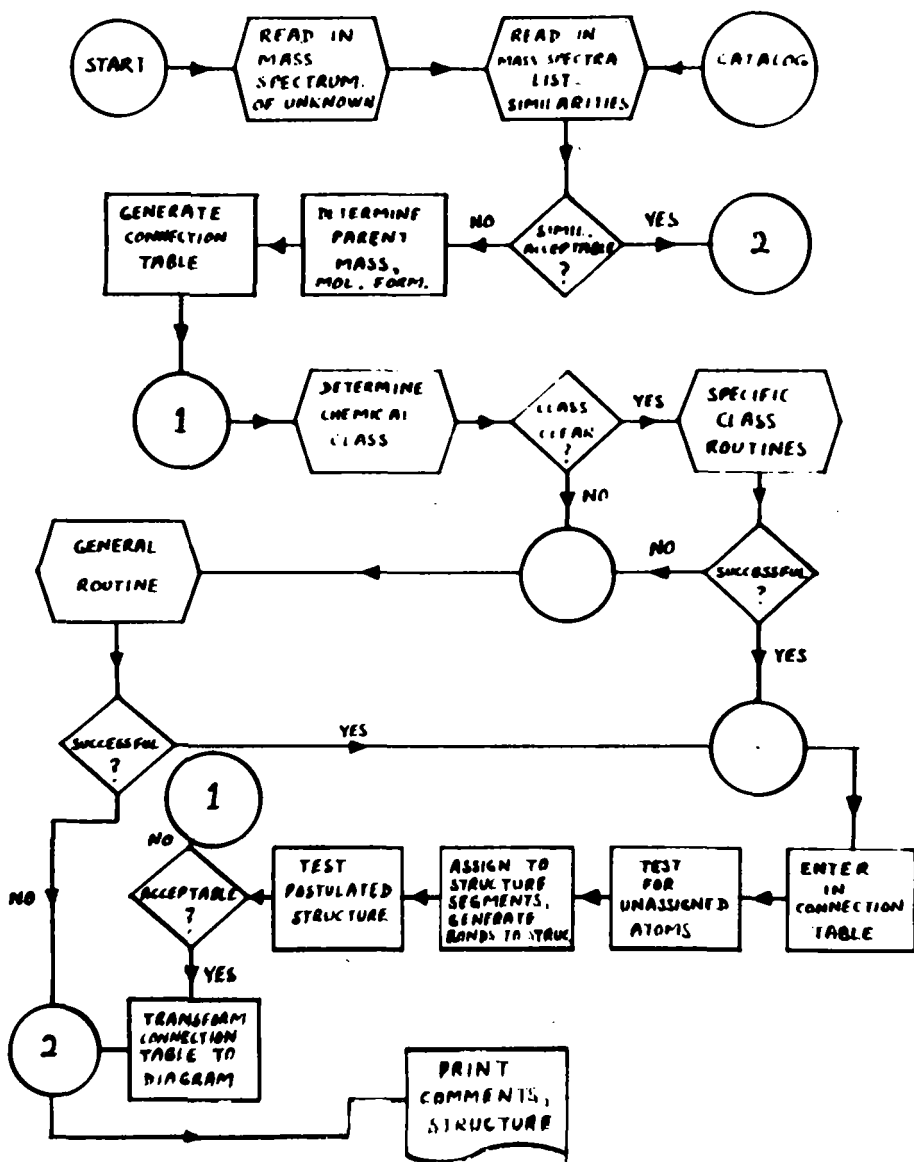 START
READ IN
MASS
SPECTRUM.
OF UNKNOWN
READ IN
MASS SPECTRA
LIST.
SIMILARITIES
CATALOG
GENERATE
CONNECTION
TABLE
DETERMINE
PARENT
MASS,
MOL. FORM.
NO
SIMIL.
ACCEPTABLE
?
YES
2
1
DETERMINE
CHEMICAL
CLASS
CLASS
CLEAR
?
YES
SPECIFIC
CLASS
ROUTINES
NO
GENERAL
ROUTINE
NO
SUCCESSFUL
?
YES
SUCCESSFUL
?
YES
1
NO
NO
ACCEPTABLE
?
TEST
POSTULATED
STRUCTURE
ASSIGN TO
STRUCTURE
SEGMENTS,
GENERATE
BANDS TO STRUC.
TEST
FOR
UNASSIGNED
ATOMS
ENTER
IN
CONNECTION
TABLE
YES
2
TRANSFORM
CONNECTION
TABLE TO
DIAGRAM
PRINT
COMMENTS,
STRUCTURE